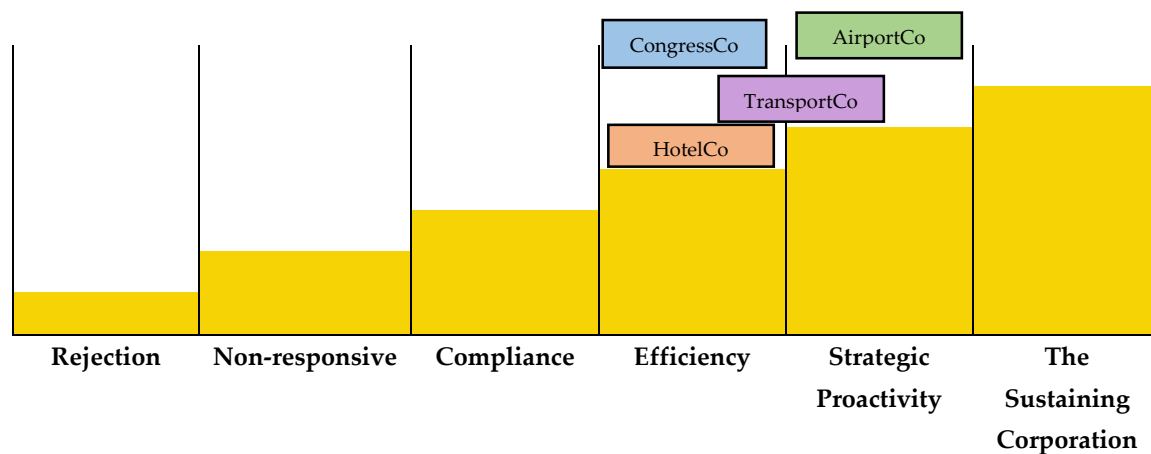 CongressCo
AirportCo
TransportCo
HotelCo
Rejection
Non-responsive
Compliance
Efficiency
Strategic
Proactivity
The
Sustaining
Corporation